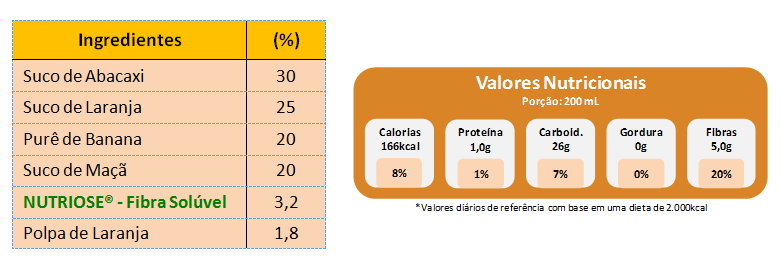 Ingredientes (%)
Suco de Abacaxi 30
Suco de Laranja 25
Purê de Banana 20
Suco de Maçã 20
NUTRIOSE® - Fibra Solúvel 3,2
Polpa de Laranja 1,8
Valores Nutricionais
Porção: 200 mL
Calorias Proteína Carboid. Gordura Fibras
166kcal 1,0g 26g 0g 5,0g
8% 1% 7% 0% 20%
*Valores diários de referência com base em uma dieta de 2.000kcal